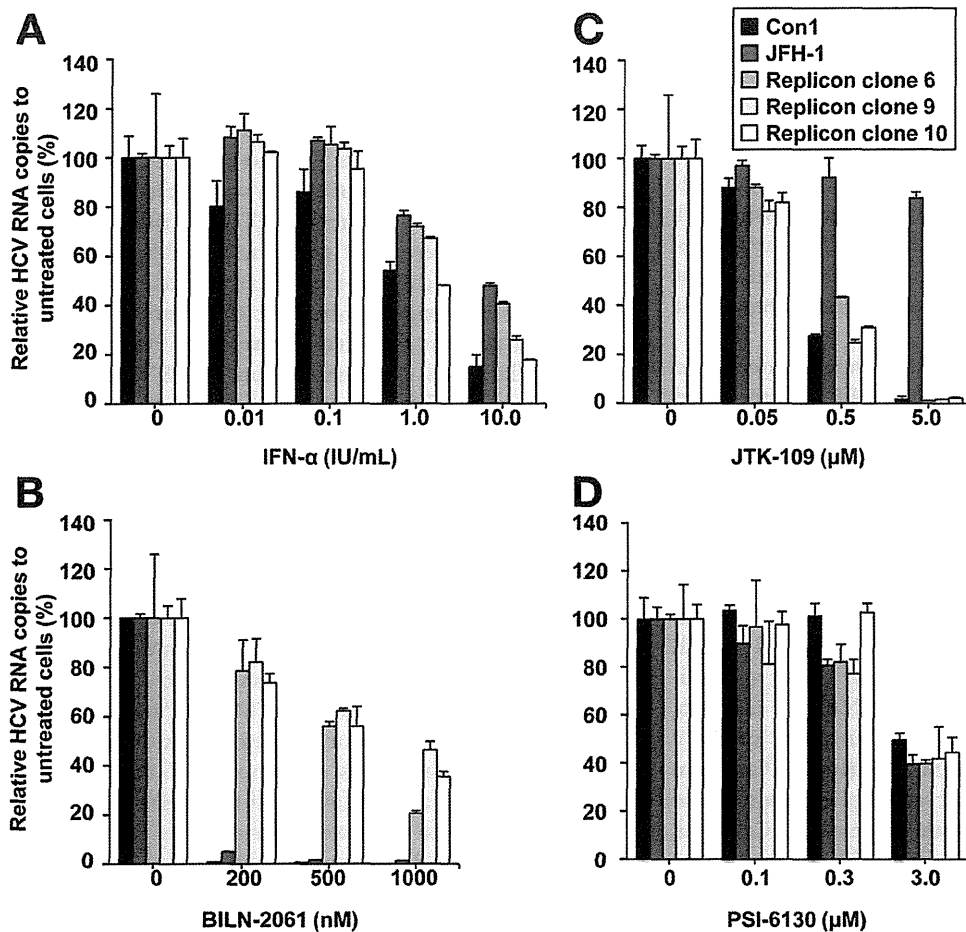 A
140
120
100
80
60
40
20
0
Relative HCV RNA copies to
untreated cells (%)
0 0.01 0.1 1.0 10.0
IFN-α (IU/mL)
C
Con1
JFH-1
Replicon clone 6
Replicon clone 9
Replicon clone 10
140
120
100
80
60
40
20
0
0 0.05 0.5 5.0
JTK-109 (μM)
B
140
120
100
80
60
40
20
0
Relative HCV RNA copies to
untreated cells (%)
0 200 500 1000
BILN-2061 (nM)
D
140
120
100
80
60
40
20
0
0 0.1 0.3 3.0
PSI-6130 (μM)